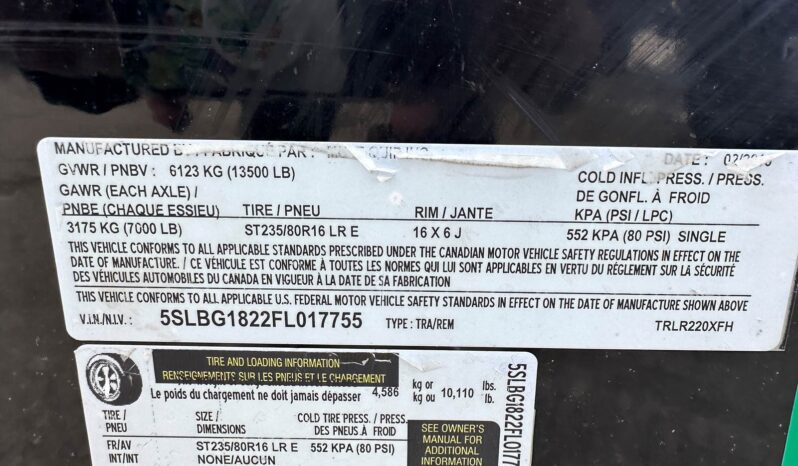 MANUFACTURED BY / FABRIQUÉ PAR :
DATE :
GVWR / PNBV : 6123 KG (13500 LB)
COLD INFL. PRESS. / PRESS.
GAWR (EACH AXLE) /
DE GONFL. À FROID
PNBE (CHAQUE ESSIEU) TIRE / PNEU RIM / JANTE KPA (PSI / LPC)
3175 KG (7000 LB) ST235/80R16 LR E 16 X 6 J 552 KPA (80 PSI) SINGLE
THIS VEHICLE CONFORMS TO ALL APPLICABLE STANDARDS PRESCRIBED UNDER THE CANADIAN MOTOR VEHICLE SAFETY REGULATIONS IN EFFECT ON THE
DATE OF MANUFACTURE. / CE VÉHICULE EST CONFORME À TOUTES LES NORMES QUI LUI SONT APPLICABLES EN VERTU DU RÈGLEMENT SUR LA SÉCURITÉ
DES VÉHICULES AUTOMOBILES DU CANADA EN VIGUEUR À LA DATE DE SA FABRICATION
THIS VEHICLE CONFORMS TO ALL APPLICABLE U.S. FEDERAL MOTOR VEHICLE SAFETY STANDARDS IN EFFECT ON THE DATE OF MANUFACTURE SHOWN ABOVE
V.I.N./N.I.V.: 5SLBG1822FL017755 TYPE : TRA/REM TRLR220XFH
TIRE AND LOADING INFORMATION
RENSEIGNEMENTS SUR LES PNEUS ET LE CHARGEMENT
Le poids du chargement ne doit jamais dépasser 4,586 kg or kg ou 10,110 lbs. lb.
TIRE / PNEU SIZE / DIMENSIONS COLD TIRE PRESS. / PRESS. DES PNEUS À FROID
FR/AV ST235/80R16 LR E 552 KPA (80 PSI)
INT/INT NONE/AUCUN
SEE OWNER'S
MANUAL FOR
ADDITIONAL
INFORMATION
5SLBG1822FL0177